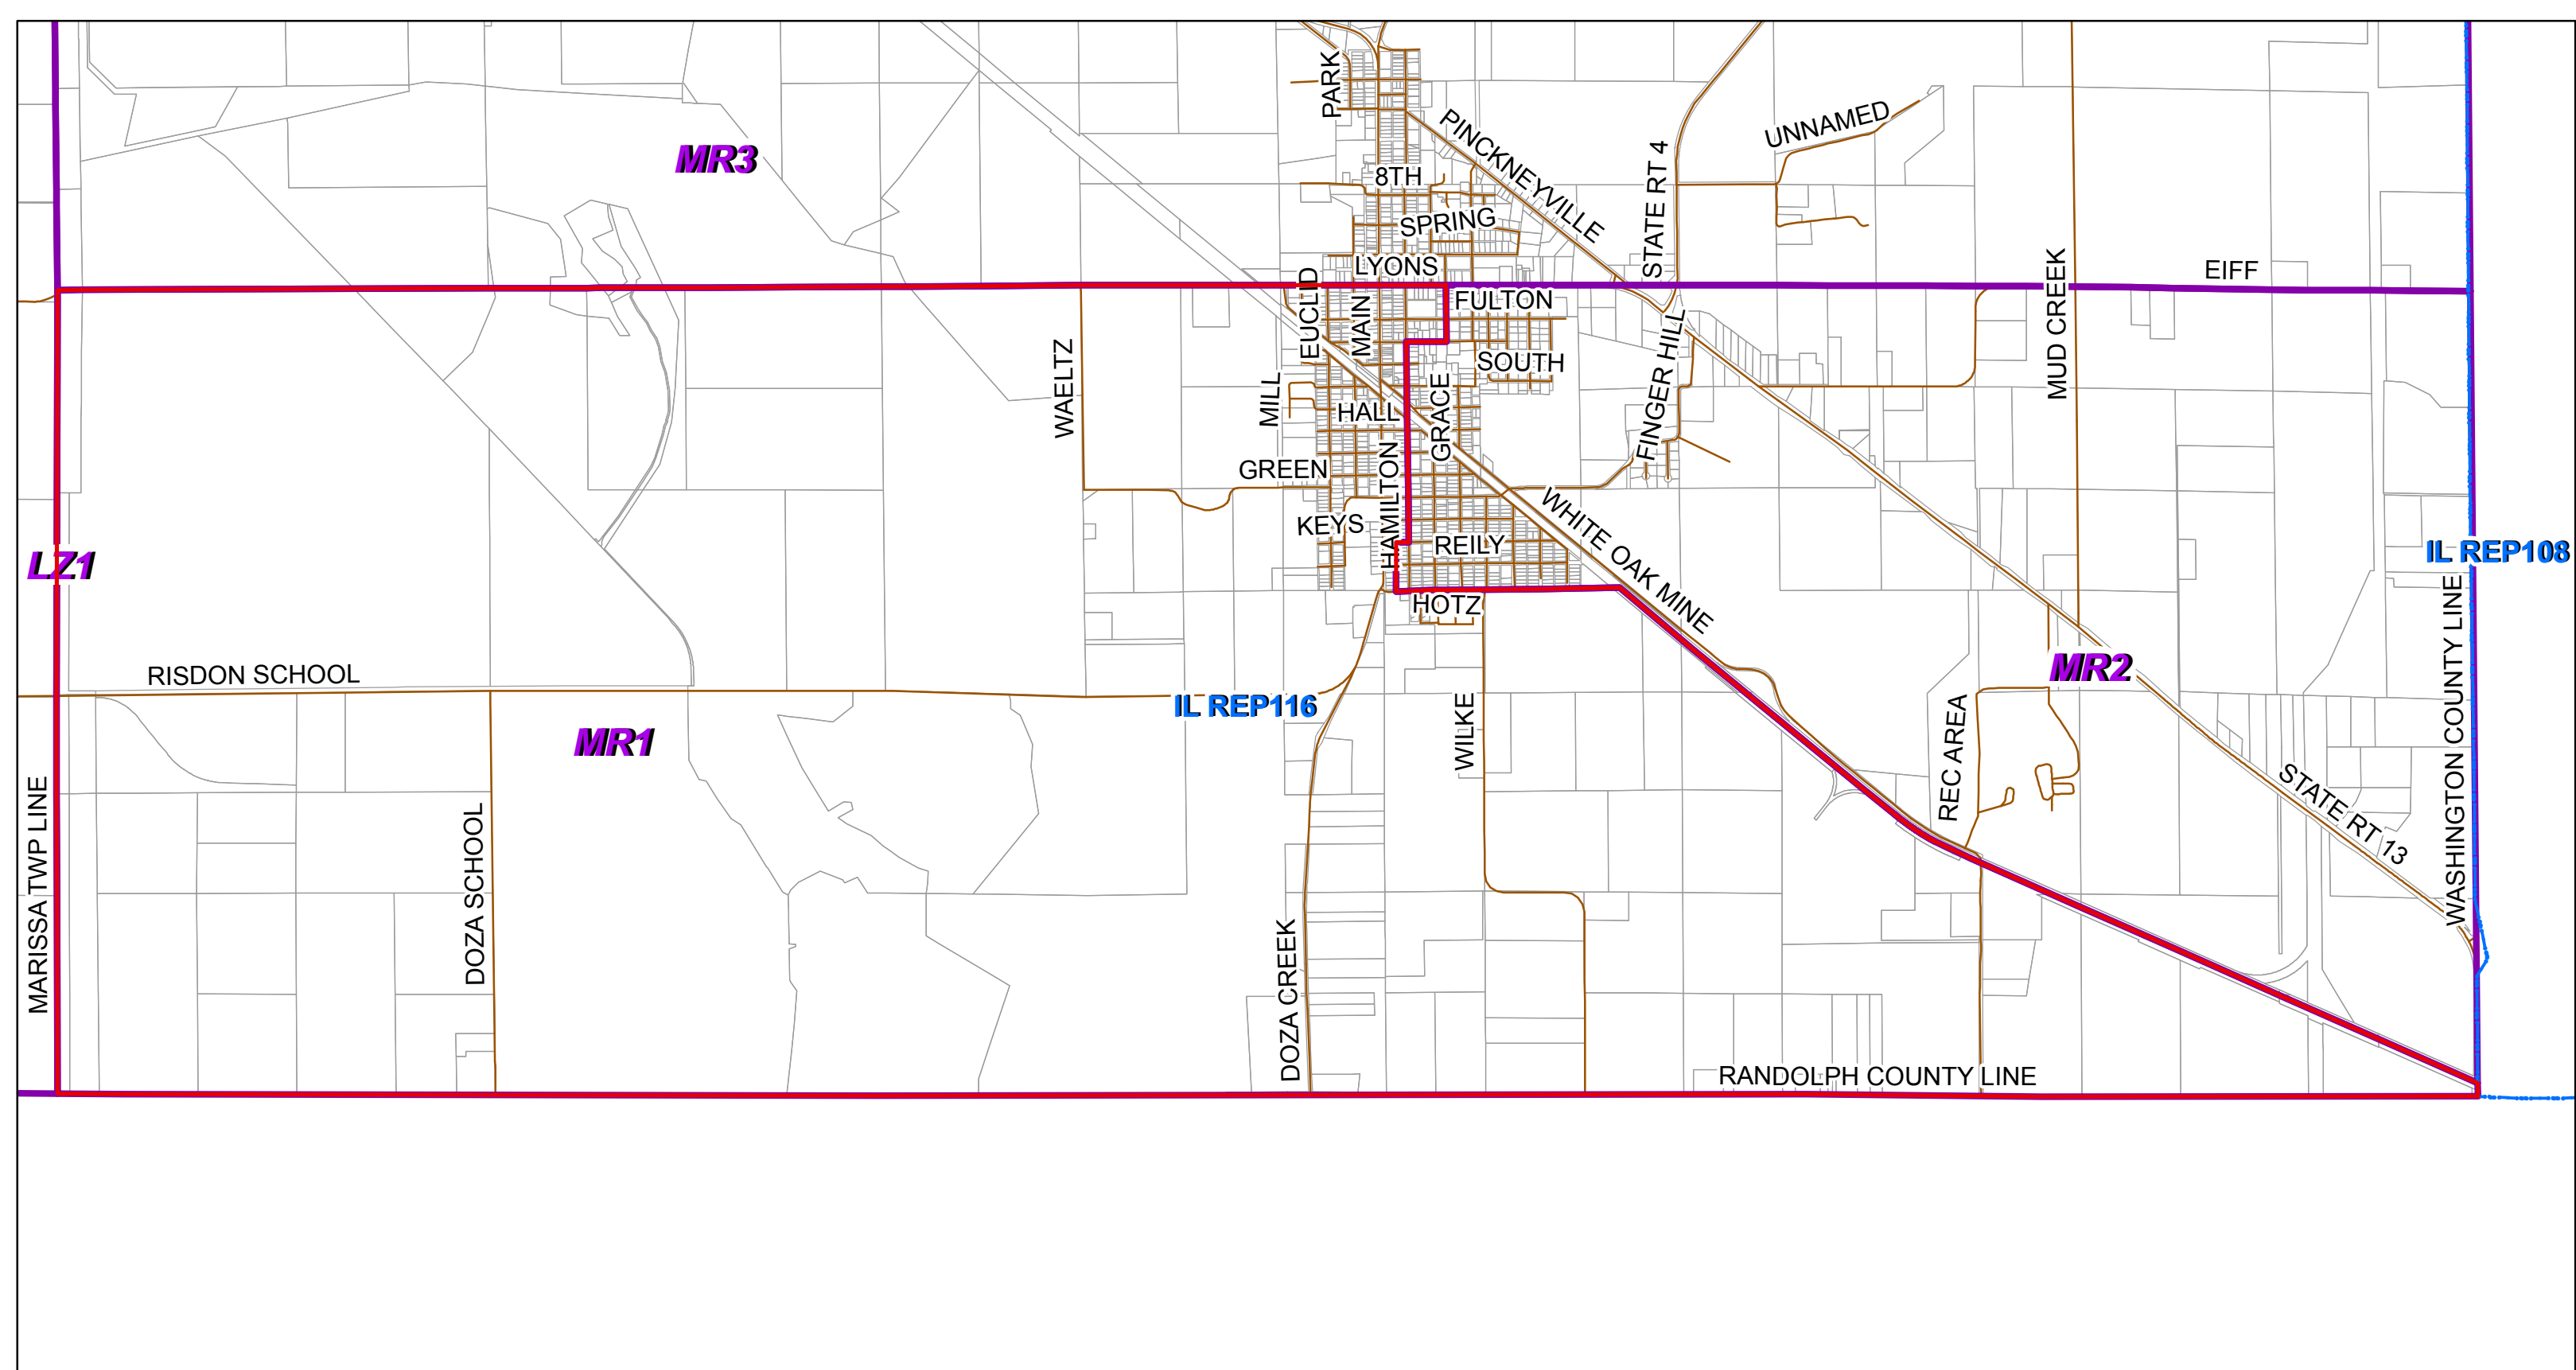 PARK
PINCKNEYVILLE
UNNAMED
MR3
8TH
STATE RT 4
SPRING
LYONS
EIFF
EUCLID
MAIN
FULTON
MUD CREEK
WAELTZ
MILL
SOUTH
FINGER HILL
HALL
GRACE
GREEN
HAMILTON
KEYS
REILY
WHITE OAK MINE
LZ1
IL REP108
HOTZ
RISDON SCHOOL
IL REP116
MR2
WASHINGTON COUNTY LINE
MR1
WILKE
REC AREA
STATE RT 13
MARISSA TWP LINE
DOZA SCHOOL
DOZA CREEK
RANDOLPH COUNTY LINE